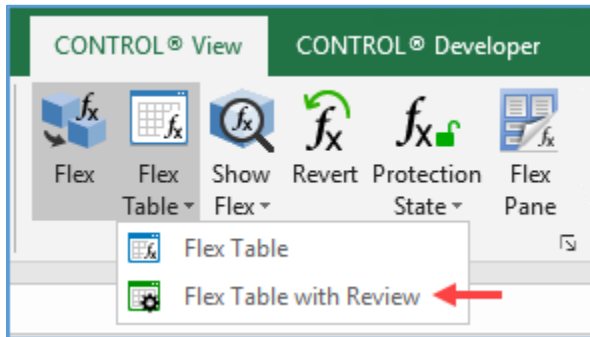 CONTROL® View CONTROL® Developer
Flex Flex Show Revert Protection Flex
Table Flex State Pane
Flex Table
Flex Table with Review